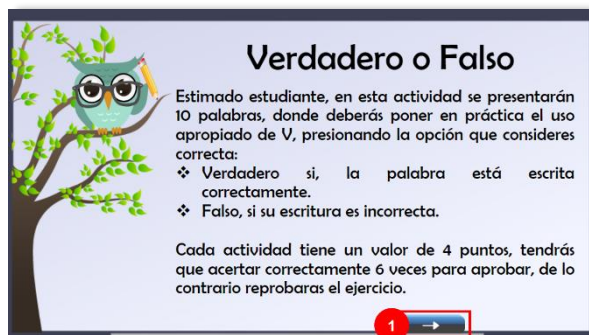 Verdadero o Falso
Estimado estudiante, en esta actividad se presentarán
10 palabras, donde deberás poner en práctica el uso
apropiado de V, presionando la opción que consideres
correcta:
❖ Verdadero si, la palabra está escrita
correctamente.
❖ Falso, si su escritura es incorrecta.
Cada actividad tiene un valor de 4 puntos, tendrás
que acertar correctamente 6 veces para aprobar, de lo
contrario reprobaras el ejercicio.
1 →